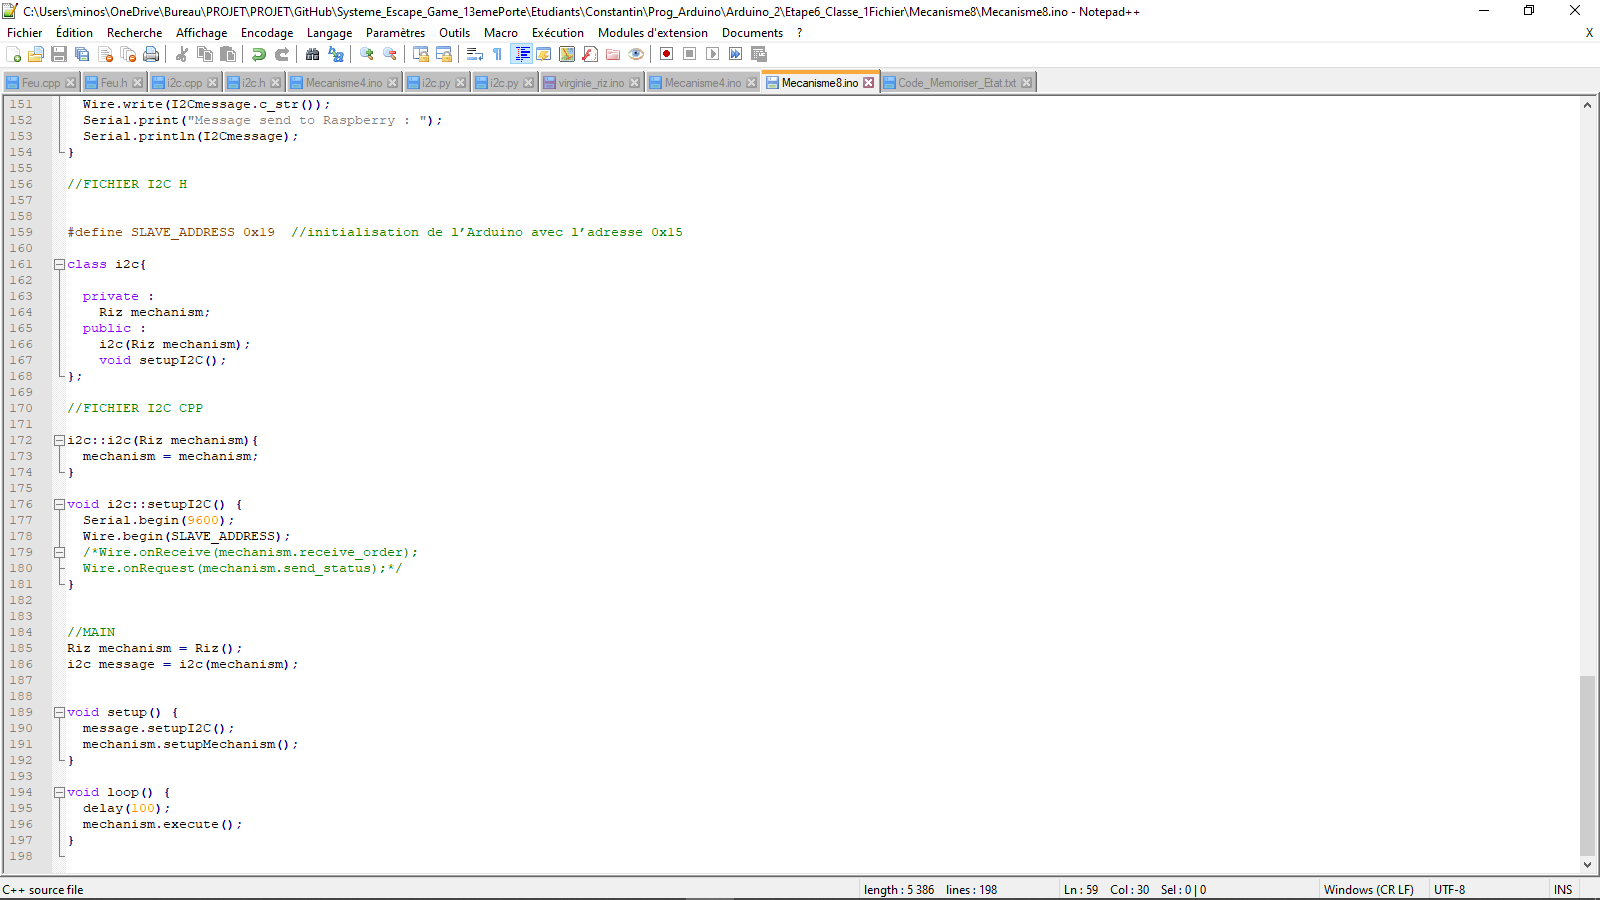 C:\Users\minos\OneDrive\Bureau\PROJET\PROJET\GitHub\Systeme_Escape_Game_13emePorte\Etudiants\Constantin\Prog_Arduino\Arduino_2\Etape6_Classe_1Fichier\Mecanisme8\Mecanisme8.ino - Notepad++
Fichier Édition Recherche Affichage Encodage Langage Paramètres Outils Macro Exécution Modules d'extension Documents ? X
Feu.cpp Feu.h i2c.cpp i2c.h Mecanisme4.ino i2c.py i2c.py virginie_riz.ino Mecanisme4.ino Mecanisme8.ino Code_Memoriser_Etat.txt
151 Wire.write(I2Cmessage.c_str());
152 Serial.print("Message send to Raspberry : ");
153 Serial.println(I2Cmessage);
154 }
155
156 //FICHIER I2C H
157
158
159 #define SLAVE_ADDRESS 0x19  //initialisation de l’Arduino avec l’adresse 0x15
160
161 class i2c{
162
163 private :
164 Riz mechanism;
165 public :
166 i2c(Riz mechanism);
167 void setupI2C();
168 };
169
170 //FICHIER I2C CPP
171
172 i2c::i2c(Riz mechanism){
173 mechanism = mechanism;
174 }
175
176 void i2c::setupI2C() {
177 Serial.begin(9600);
178 Wire.begin(SLAVE_ADDRESS);
179 /*Wire.onReceive(mechanism.receive_order);
180 Wire.onRequest(mechanism.send_status);*/
181 }
182
183
184 //MAIN
185 Riz mechanism = Riz();
186 i2c message = i2c(mechanism);
187
188
189 void setup() {
190 message.setupI2C();
191 mechanism.setupMechanism();
192 }
193
194 void loop() {
195 delay(100);
196 mechanism.execute();
197 }
198
C++ source file length : 5 386 lines : 198 Ln : 59 Col : 30 Sel : 0 | 0 Windows (CR LF) UTF-8 INS